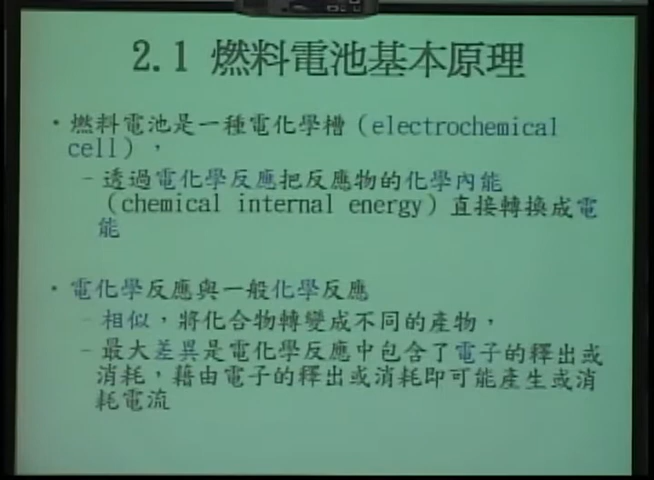 2.1 燃料電池基本原理
・燃料電池是一種電化學槽(electrochemical
cell),
–透過電化學反應把反應物的化學內能
(chemical internal energy)直接轉換成電
能
・電化學反應與一般化學反應
–相似,將化合物轉變成不同的產物,
–最大差異是電化學反應中包含了電子的釋出或
消耗,藉由電子的釋出或消耗即可能產生或消
耗電流